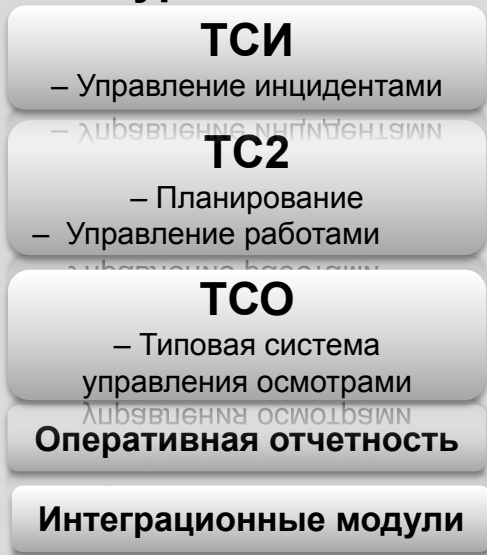 ТСИ
– Управление инцидентами
ТС2
– Планирование
– Управление работами
ТСО
– Типовая система
управления осмотрами
Оперативная отчетность
Интеграционные модули